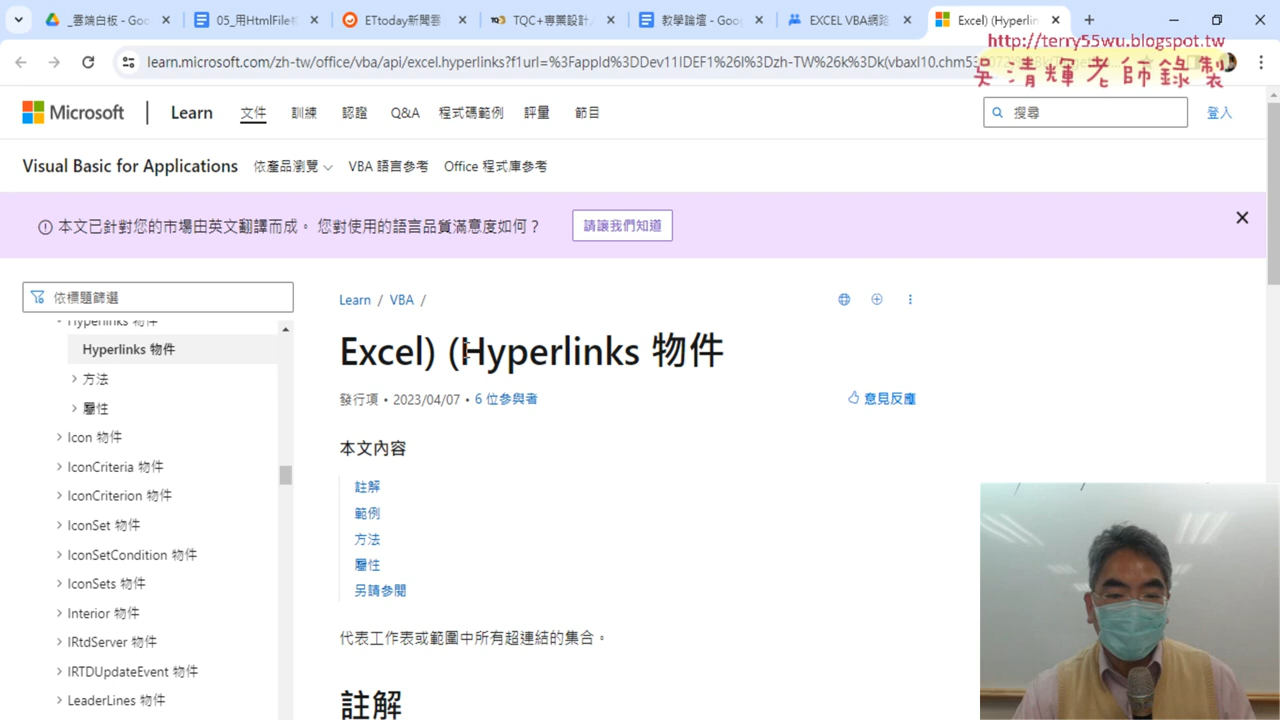 _雲端白板 - Goo
05_用HtmlFile物
ETtoday新聞雲
TQC+專業設計人
教學論壇 - Goog
EXCEL VBA網路
Excel) (Hyperlin
http://terry55wu.blogspot.tw
learn.microsoft.com/zh-tw/office/vba/api/excel.hyperlinks?f1url=%3FappId%3DDev11IDEF1%26l%3Dzh-TW%26k%3Dk(vbaxl10.chm53
吳清輝老師錄製
Microsoft
Learn
文件
訓練
認證
Q&A
程式碼範例
評量
節目
搜尋
登入
Visual Basic for Applications
依產品瀏覽
VBA 語言參考
Office 程式庫參考
本文已針對您的市場由英文翻譯而成。 您對使用的語言品質滿意度如何？
請讓我們知道
依標題篩選
Hyperlinks 物件
Hyperlinks 物件
方法
屬性
Icon 物件
IconCriteria 物件
IconCriterion 物件
IconSet 物件
IconSetCondition 物件
IconSets 物件
Interior 物件
IRtdServer 物件
IRTDUpdateEvent 物件
LeaderLines 物件
Learn / VBA /
Excel) (Hyperlinks 物件
發行項 • 2023/04/07 • 6 位參與者
意見反應
本文內容
註解
範例
方法
屬性
另請參閱
代表工作表或範圍中所有超連結的集合。
註解